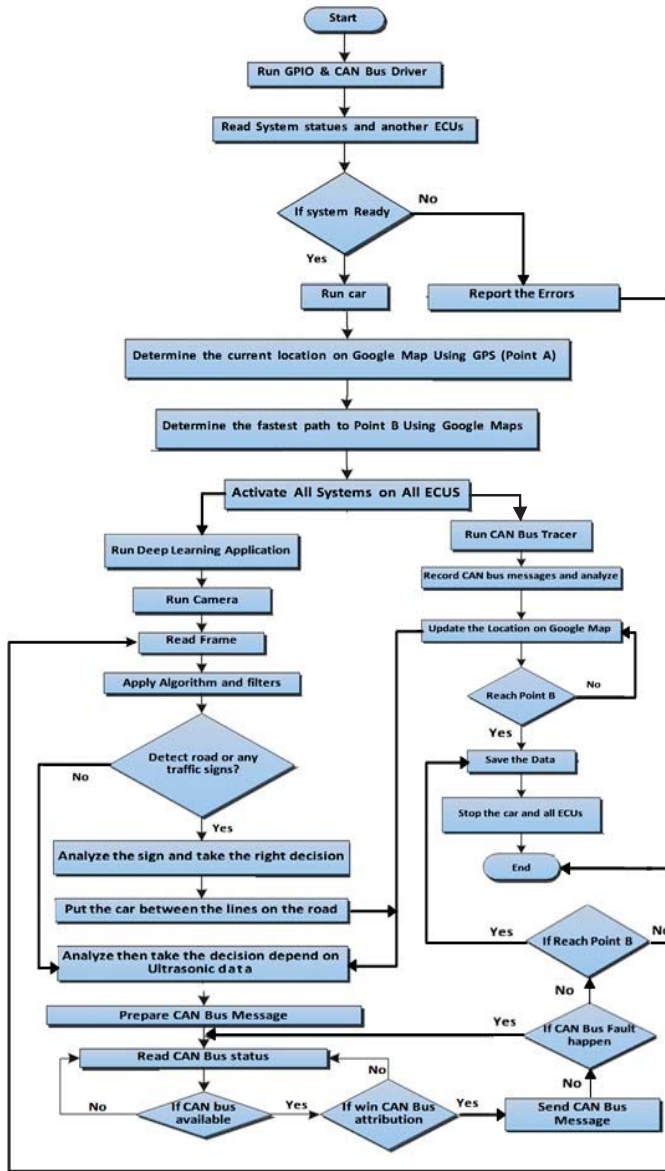 Start
Run GPIO & CAN Bus Driver
Read System statues and another ECUs
If system Ready
No
Yes
Run car
Report the Errors
Determine the current location on Google Map Using GPS (Point A)
Determine the fastest path to Point B Using Google Maps
Activate All Systems on All ECUS
Run Deep Learning Application
Run Camera
Read Frame
Apply Algorithm and filters
Detect road or any
traffic signs?
No
Yes
Analyze the sign and take the right decision
Put the car between the lines on the road
Analyze then take the decision depend on
Ultrasonic data
Prepare CAN Bus Message
Read CAN Bus status
If CAN bus
available
No
Yes
If win CAN Bus
attribution
No
Yes
Send CAN Bus
Message
No
If CAN Bus Fault
happen
Yes
No
If Reach Point B
Yes
No
Run CAN Bus Tracer
Record CAN bus messages and analyze
Update the Location on Google Map
Reach Point B
No
Yes
Save the Data
Stop the car and all ECUs
End